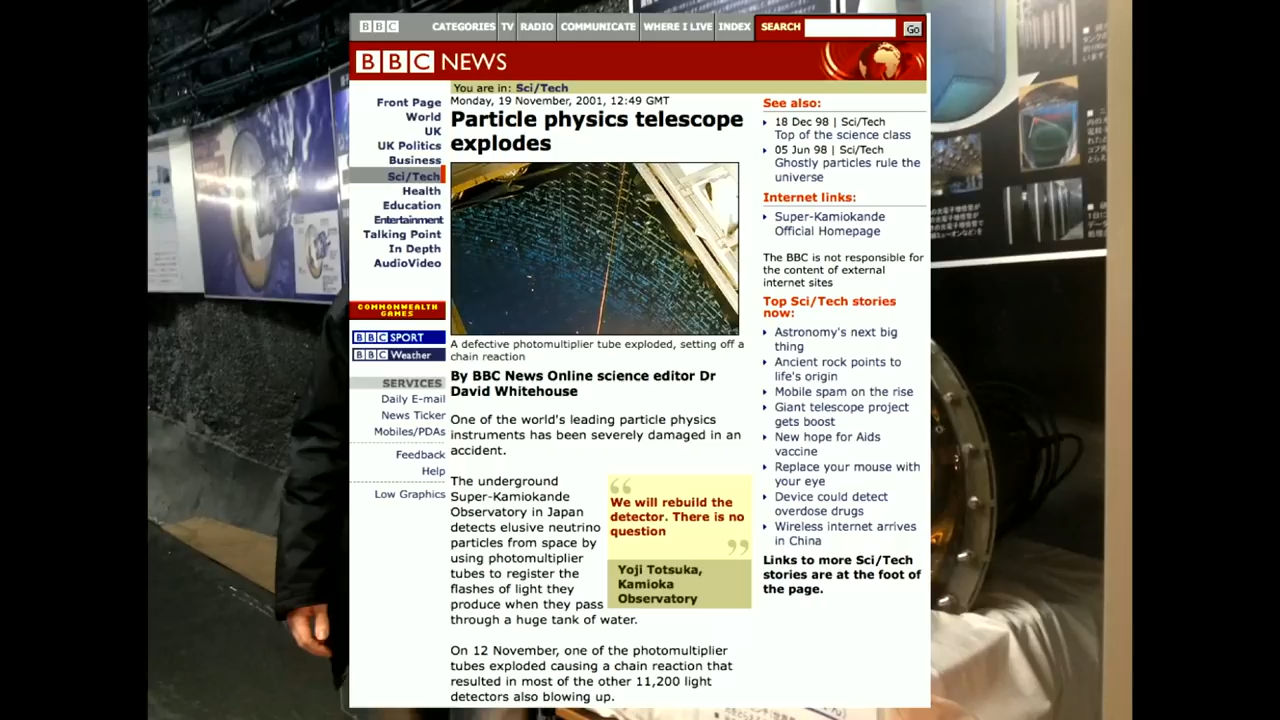 BBC CATEGORIES TV RADIO COMMUNICATE WHERE I LIVE INDEX SEARCH Go
BBC NEWS
You are in: Sci/Tech
Front Page
World
UK
UK Politics
Business
Sci/Tech
Health
Education
Entertainment
Talking Point
In Depth
AudioVideo
COMMONWEALTH
GAMES
BBC SPORT
BBC Weather
SERVICES
Daily E-mail
News Ticker
Mobiles/PDAs
Feedback
Help
Low Graphics
Monday, 19 November, 2001, 12:49 GMT
Particle physics telescope
explodes
A defective photomultiplier tube exploded, setting off a
chain reaction
By BBC News Online science editor Dr
David Whitehouse
One of the world's leading particle physics
instruments has been severely damaged in an
accident.
The underground
Super-Kamiokande
Observatory in Japan
detects elusive neutrino
particles from space by
using photomultiplier
tubes to register the
flashes of light they
produce when they pass
through a huge tank of water.
“
We will rebuild the
detector. There is no
question
”
Yoji Totsuka,
Kamioka
Observatory
On 12 November, one of the photomultiplier
tubes exploded causing a chain reaction that
resulted in most of the other 11,200 light
detectors also blowing up.
See also:
18 Dec 98 | Sci/Tech
Top of the science class
05 Jun 98 | Sci/Tech
Ghostly particles rule the
universe
Internet links:
Super-Kamiokande
Official Homepage
The BBC is not responsible for
the content of external
internet sites
Top Sci/Tech stories
now:
Astronomy's next big
thing
Ancient rock points to
life's origin
Mobile spam on the rise
Giant telescope project
gets boost
New hope for Aids
vaccine
Replace your mouse with
your eye
Device could detect
overdose drugs
Wireless internet arrives
in China
Links to more Sci/Tech
stories are at the foot of
the page.